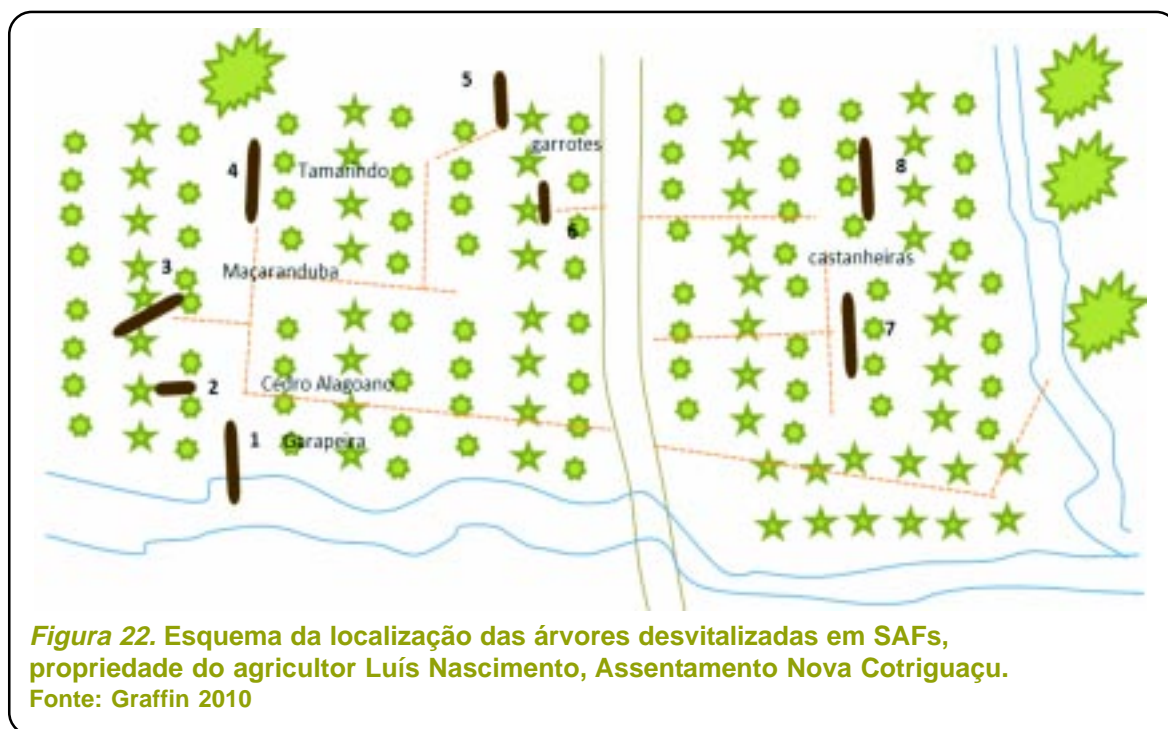 5
garrotes
4
Tamarindo
8
6
3
Maçaranduba
castanheiras
7
2
Cedro Alagoano
1
Garapeira
Figura 22. Esquema da localização das árvores desvitalizadas em SAFs,
propriedade do agricultor Luís Nascimento, Assentamento Nova Cotriguaçu.
Fonte: Graffin 2010